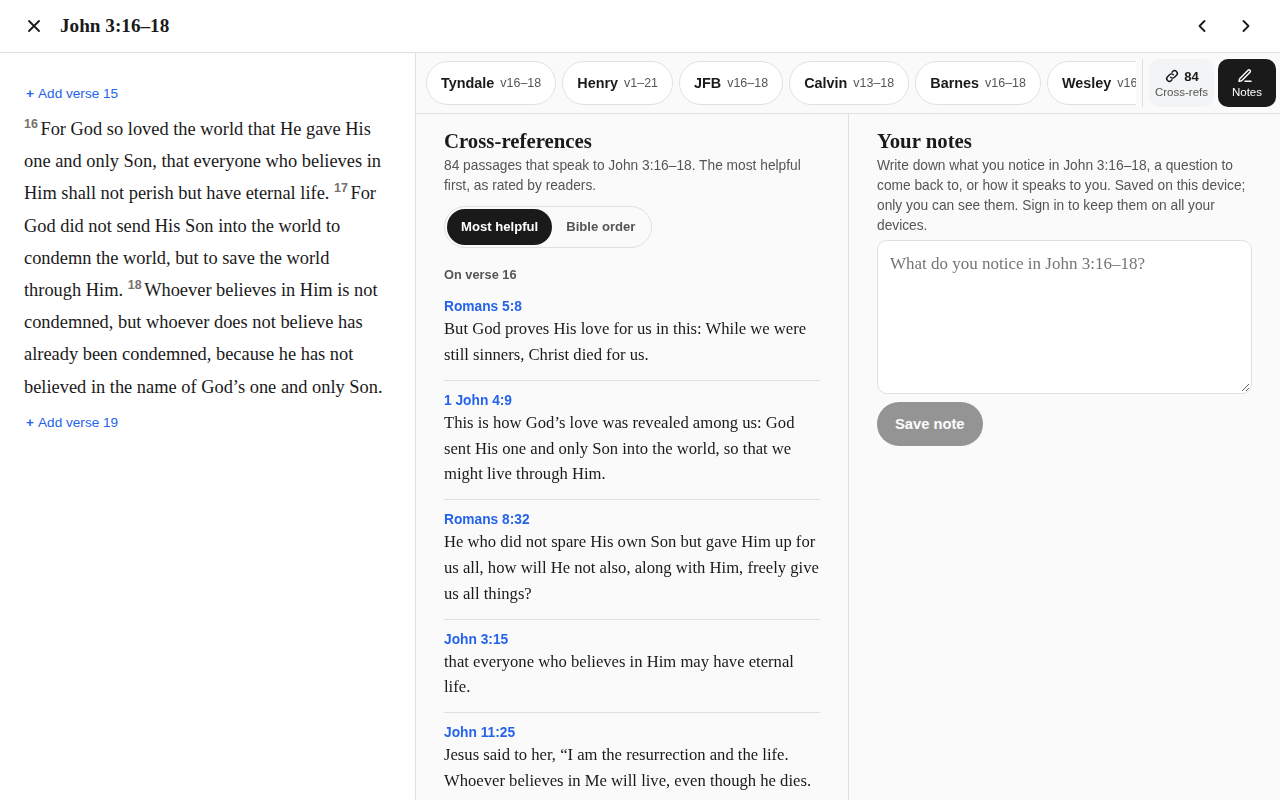 John 3:16–18
+ Add verse 15
16 For God so loved the world that He gave His
one and only Son, that everyone who believes in
Him shall not perish but have eternal life. 17 For
God did not send His Son into the world to
condemn the world, but to save the world
through Him. 18 Whoever believes in Him is not
condemned, but whoever does not believe has
already been condemned, because he has not
believed in the name of God’s one and only Son.
+ Add verse 19
Tyndale v16–18
Henry v1–21
JFB v16–18
Calvin v13–18
Barnes v16–18
Wesley v16
84
Cross-refs
Notes
Cross-references
84 passages that speak to John 3:16–18. The most helpful
first, as rated by readers.
Most helpful
Bible order
On verse 16
Romans 5:8
But God proves His love for us in this: While we were
still sinners, Christ died for us.
1 John 4:9
This is how God’s love was revealed among us: God
sent His one and only Son into the world, so that we
might live through Him.
Romans 8:32
He who did not spare His own Son but gave Him up for
us all, how will He not also, along with Him, freely give
us all things?
John 3:15
that everyone who believes in Him may have eternal
life.
John 11:25
Jesus said to her, “I am the resurrection and the life.
Whoever believes in Me will live, even though he dies.
Your notes
Write down what you notice in John 3:16–18, a question to
come back to, or how it speaks to you. Saved on this device;
only you can see them. Sign in to keep them on all your
devices.
What do you notice in John 3:16–18?
Save note